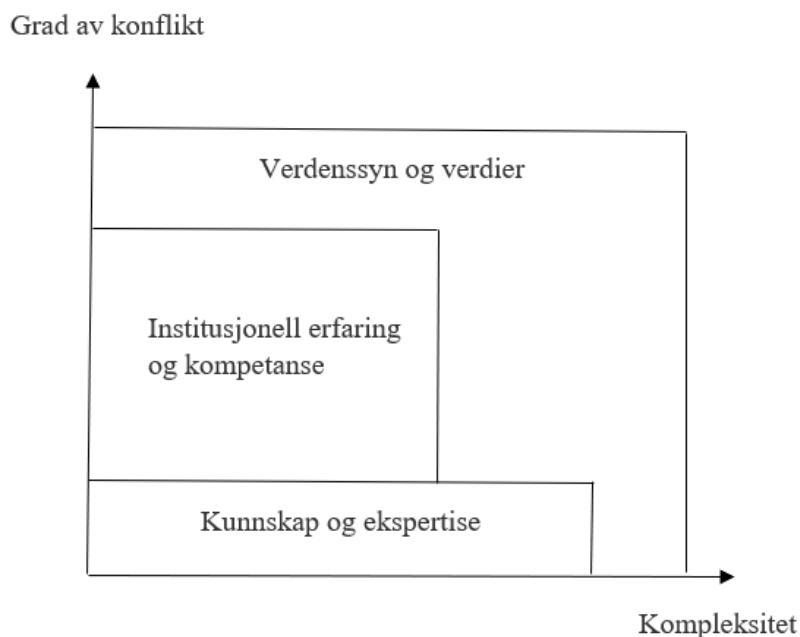 Grad av konflikt
Verdenssyn og verdier
Institusjonell erfaring
og kompetanse
Kunnskap og ekspertise
Kompleksitet